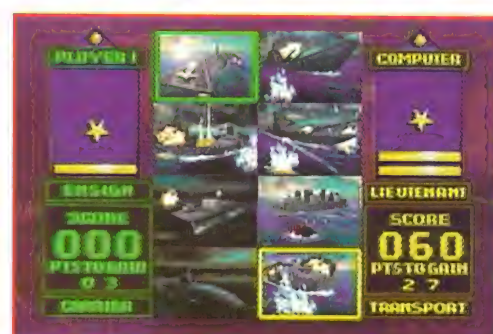 PLAYER 1
ENSIGN
SCORE
000
PTS TO GAIN
0 3
CARRIER
COMPUTER
LIEUTENANT
SCORE
060
PTS TO GAIN
2 7
TRANSPORT